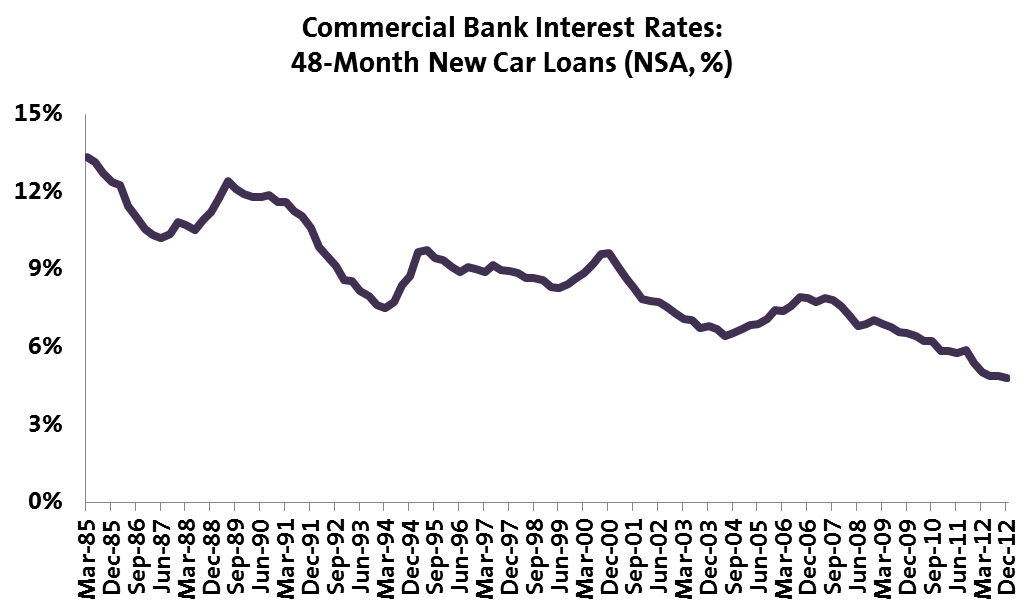 Commercial Bank Interest Rates:
48-Month New Car Loans (NSA, %)
15%
12%
9%
6%
3%
0%
Mar-85
Dec-85
Sep-86
Jun-87
Mar-88
Dec-88
Sep-89
Jun-90
Mar-91
Dec-91
Sep-92
Jun-93
Mar-94
Dec-94
Sep-95
Jun-96
Mar-97
Dec-97
Sep-98
Jun-99
Mar-00
Dec-00
Sep-01
Jun-02
Mar-03
Dec-03
Sep-04
Jun-05
Mar-06
Dec-06
Sep-07
Jun-08
Mar-09
Dec-09
Sep-10
Jun-11
Mar-12
Dec-12